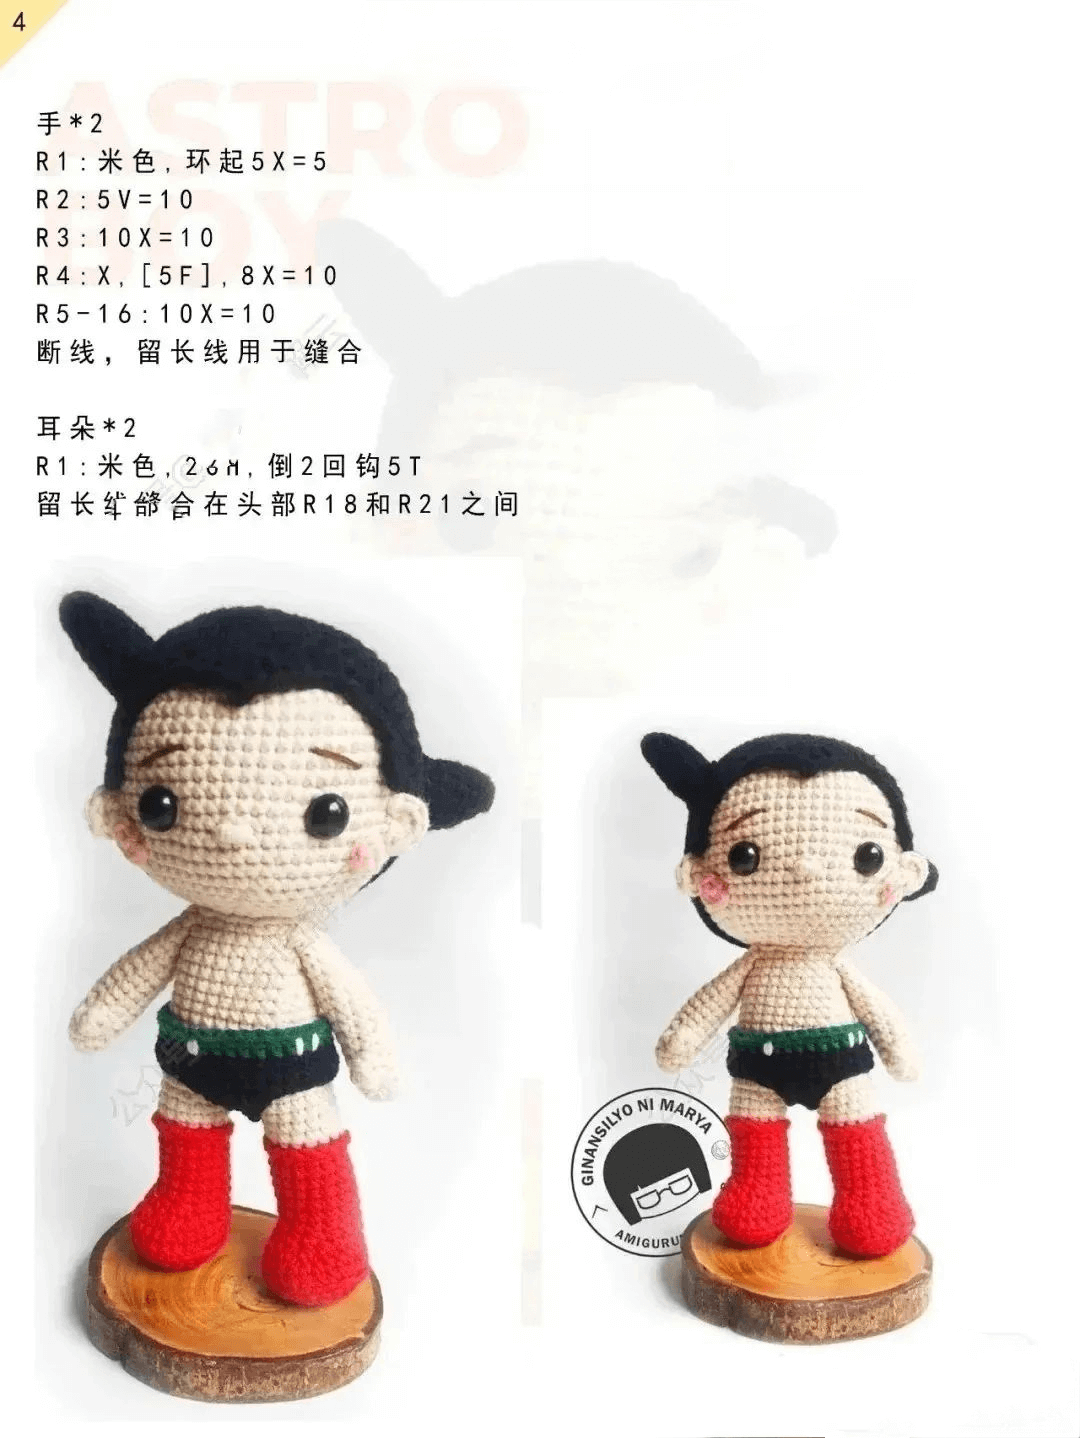 4
ASTRO
BOY
手*2
R1:米色,环起5X=5
R2:5V=10
R3:10X=10
R4:X,[5F],8X=10
R5-16:10X=10
断线，留长线用于缝合
耳朵*2
R1:米色,26M,倒2回钩5T
留长线缝合在头部R18和R21之间
GINANSILYO NI MARYA
AMIGURU